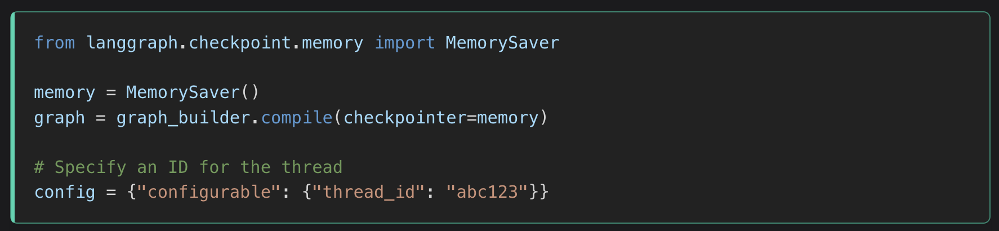 from langgraph.checkpoint.memory import MemorySaver
memory = MemorySaver()
graph = graph_builder.compile(checkpointer=memory)
# Specify an ID for the thread
config = {"configurable": {"thread_id": "abc123"}}